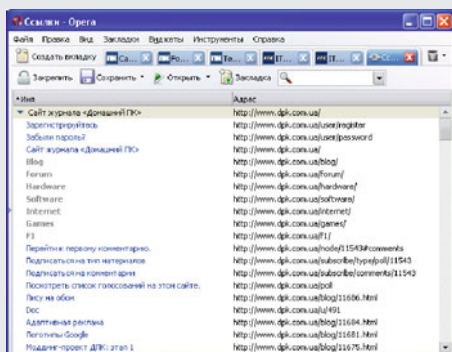 Ссылки - Opera
Файл Правка Вид Закладки Виджеты Инструменты Справка
Создать вкладку Ca... Fo... Te... IT... IT... Сс...
Закрепить Сохранить Открыть Закладка
Имя Адрес
Сайт журнала «Домашний ПК» http://www.dpk.com.ua/
Зарегистрируйтесь http://www.dpk.com.ua/user/register
Забыли пароль? http://www.dpk.com.ua/user/password
Сайт журнала «Домашний ПК» http://www.dpk.com.ua/
Blog http://www.dpk.com.ua/blog/
Forum http://www.dpk.com.ua/forum/
Hardware http://www.dpk.com.ua/hardware/
Software http://www.dpk.com.ua/software/
Internet http://www.dpk.com.ua/internet/
Games http://www.dpk.com.ua/games/
F1 http://www.dpk.com.ua/f1/
Перейти к первому комментарию. http://www.dpk.com.ua/node/11543#comments
Подписаться на тип материалов http://www.dpk.com.ua/subscribe/type/poll/11543
Подписаться на комментарии http://www.dpk.com.ua/subscribe/comments/11543
Посмотреть список голосований на этом сайте. http://www.dpk.com.ua/poll
Пису на обои http://www.dpk.com.ua/blog/11686.html
Doc http://www.dpk.com.ua/u/491
Адаптивная реклама http://www.dpk.com.ua/blog/11684.html
Логотипы Google http://www.dpk.com.ua/blog/11681.html
Моддинг-проект ДПК: этап 1 http://www.dpk.com.ua/blog/11675.html